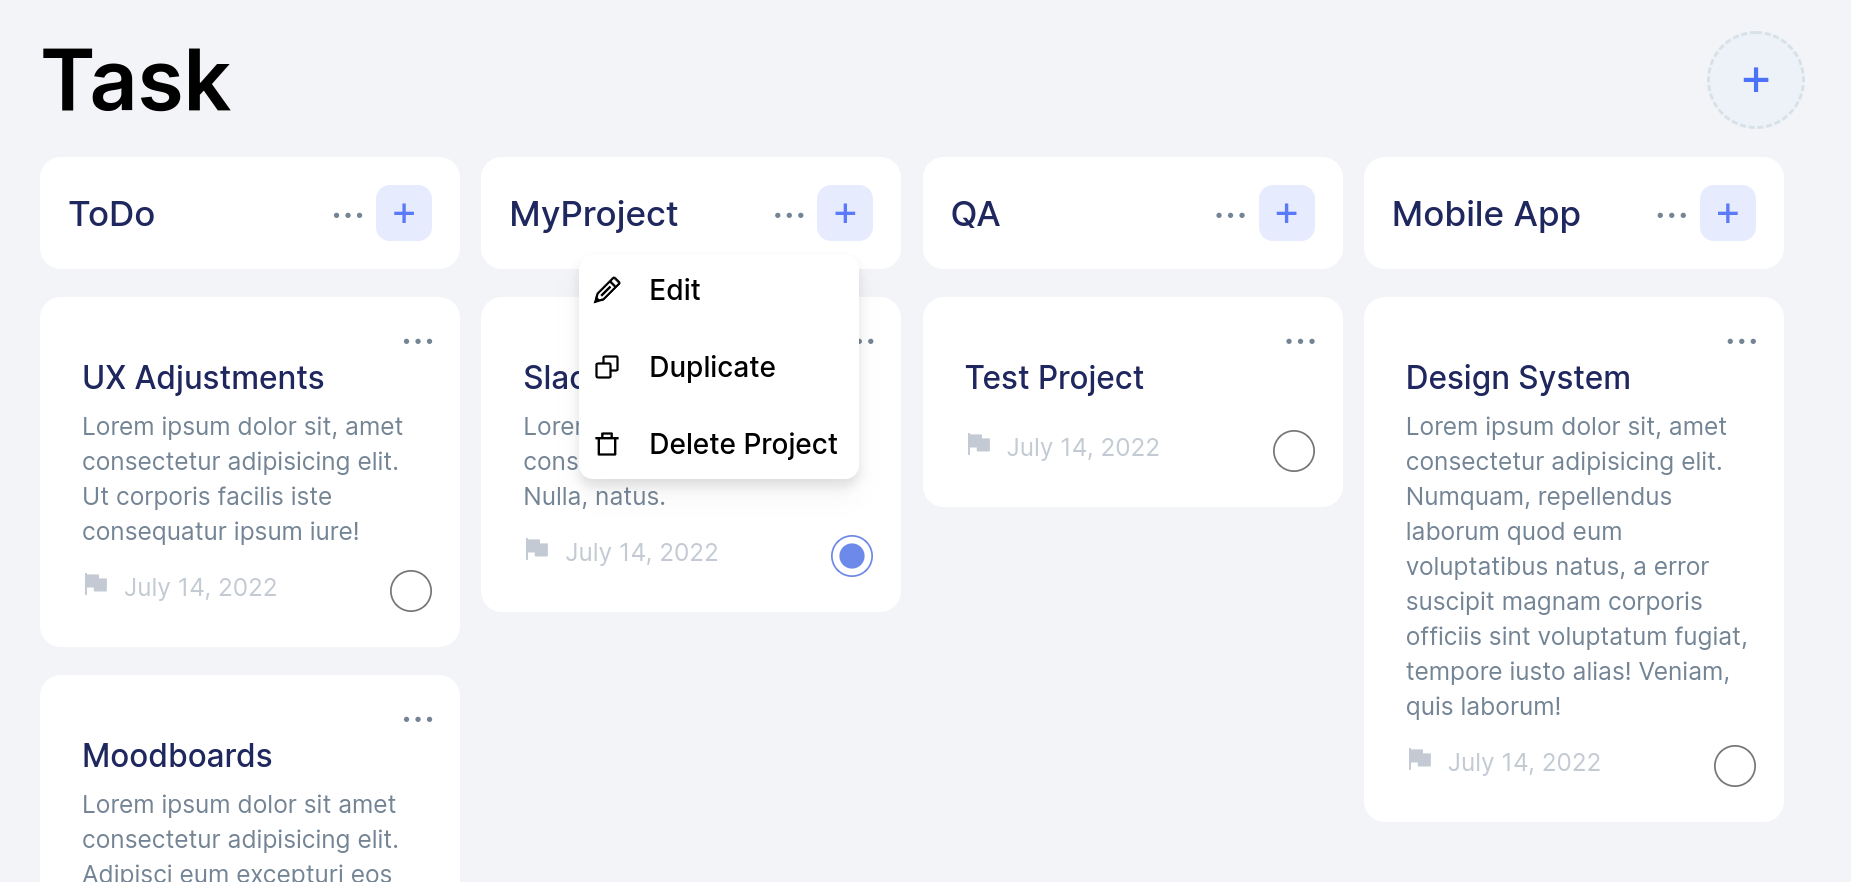 Task
ToDo
UX Adjustments
Lorem ipsum dolor sit, amet
consectetur adipisicing elit.
Ut corporis facilis iste
consequatur ipsum iure!
July 14, 2022
Moodboards
Lorem ipsum dolor sit amet
consectetur adipisicing elit.
Adipisci eum excepturi eos
MyProject
Edit
Duplicate
Delete Project
Nulla, natus.
July 14, 2022
QA
Test Project
July 14, 2022
Mobile App
Design System
Lorem ipsum dolor sit, amet
consectetur adipisicing elit.
Numquam, repellendus
laborum quod eum
voluptatibus natus, a error
suscipit magnam corporis
officiis sint voluptatum fugiat,
tempore iusto alias! Veniam,
quis laborum!
July 14, 2022